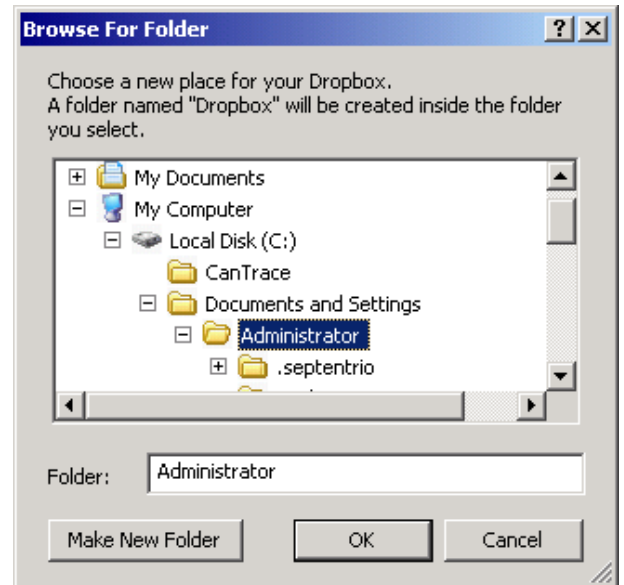 Browse For Folder
Choose a new place for your Dropbox.
A folder named "Dropbox" will be created inside the folder
you select.
My Documents
My Computer
Local Disk (C:)
CanTrace
Documents and Settings
Administrator
.septentrio
Folder: Administrator
Make New Folder OK Cancel